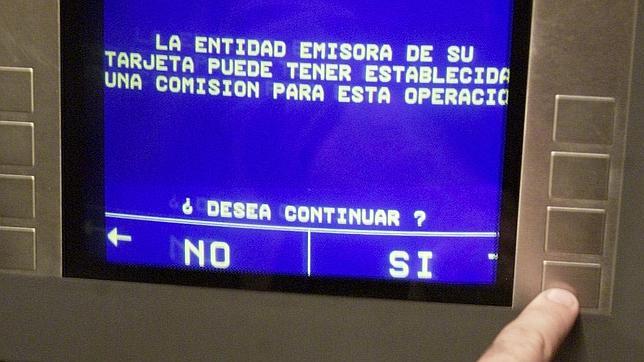 LA ENTIDAD EMISORA DE SU
TARJETA PUEDE TENER ESTABLECIDA
UNA COMISION PARA ESTA OPERACIO
¿ DESEA CONTINUAR ?
← NO SI